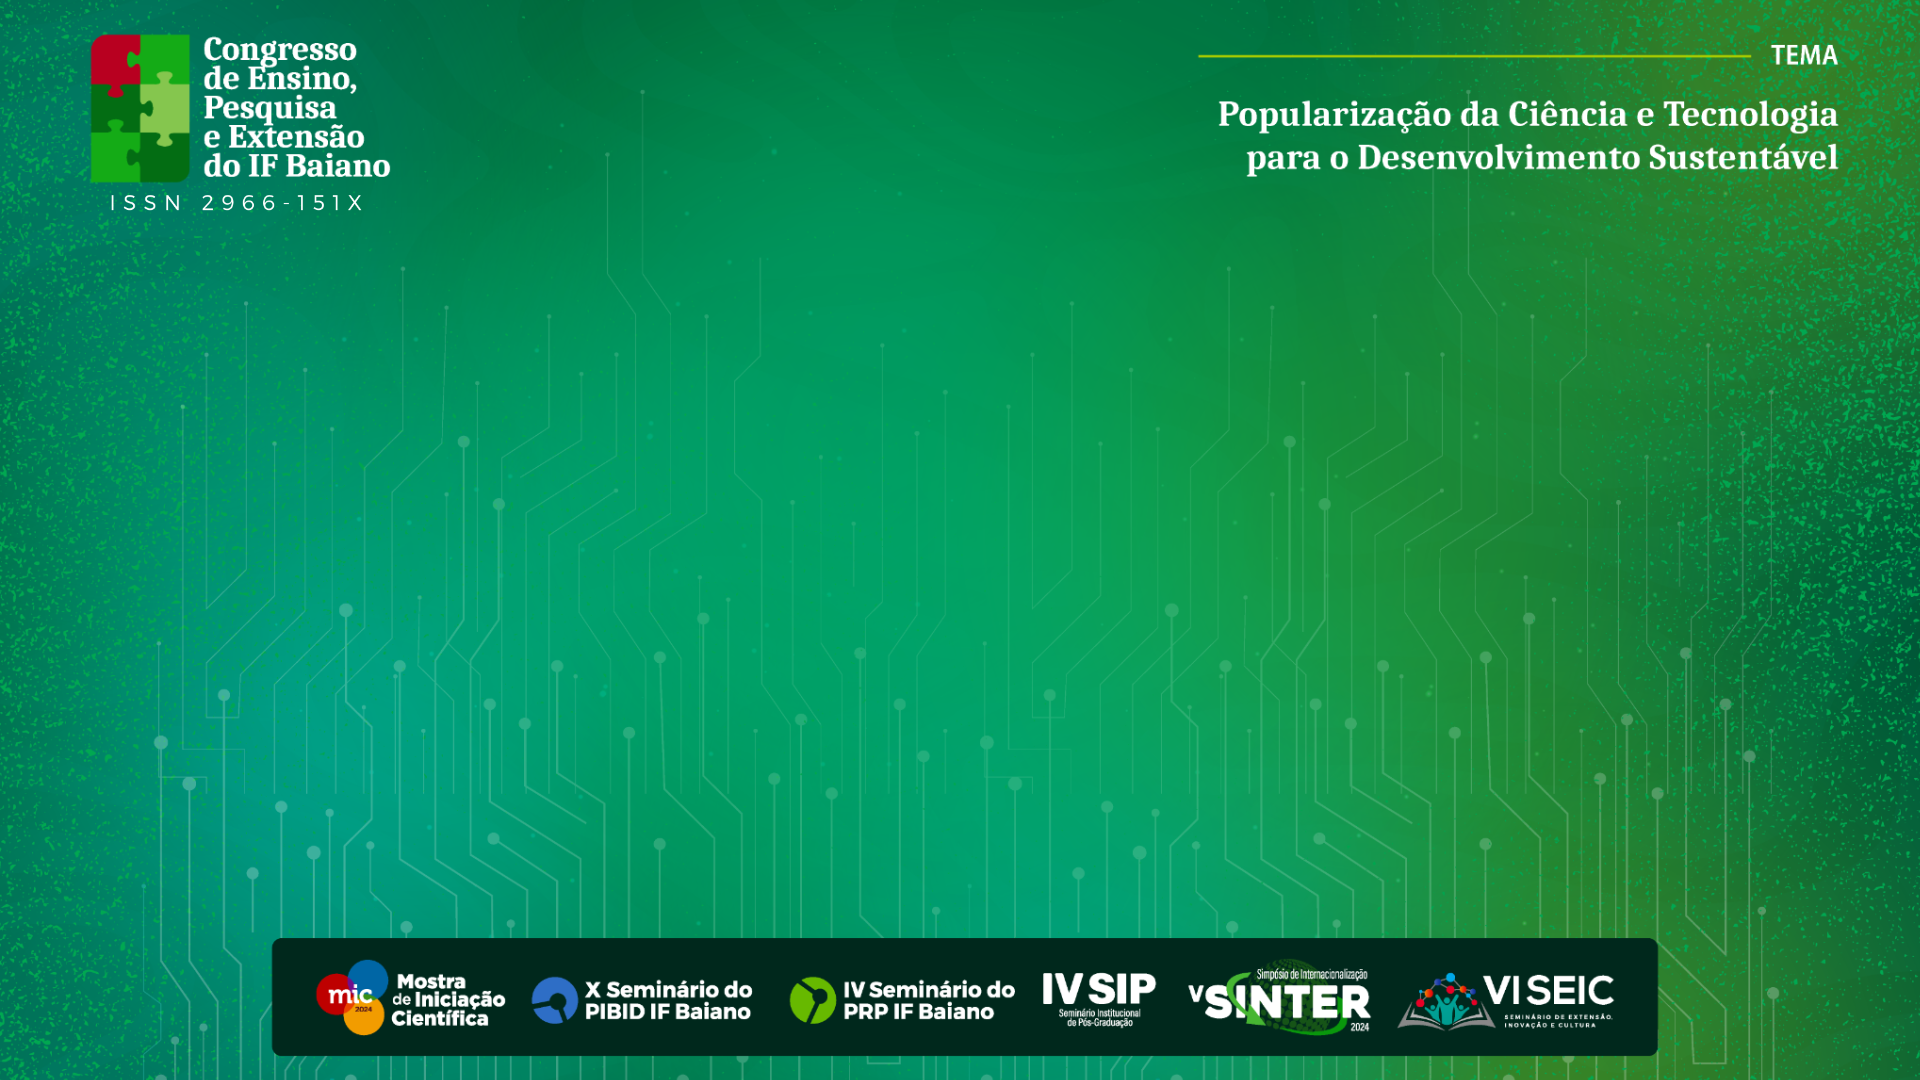 Congresso
de Ensino,
Pesquisa
e Extensão
do IF Baiano
ISSN 2966-151X
TEMA
Popularização da Ciência e Tecnologia
para o Desenvolvimento Sustentável
mic
2024
Mostra
de Iniciação
Científica
X Seminário do
PIBID IF Baiano
IV Seminário do
PRP IF Baiano
IV SIP
Seminário Institucional
de Pós-Graduação
Simpósio de Internacionalização
V SINTER
2024
VI SEIC
SEMINÁRIO DE EXTENSÃO,
INOVAÇÃO E CULTURA